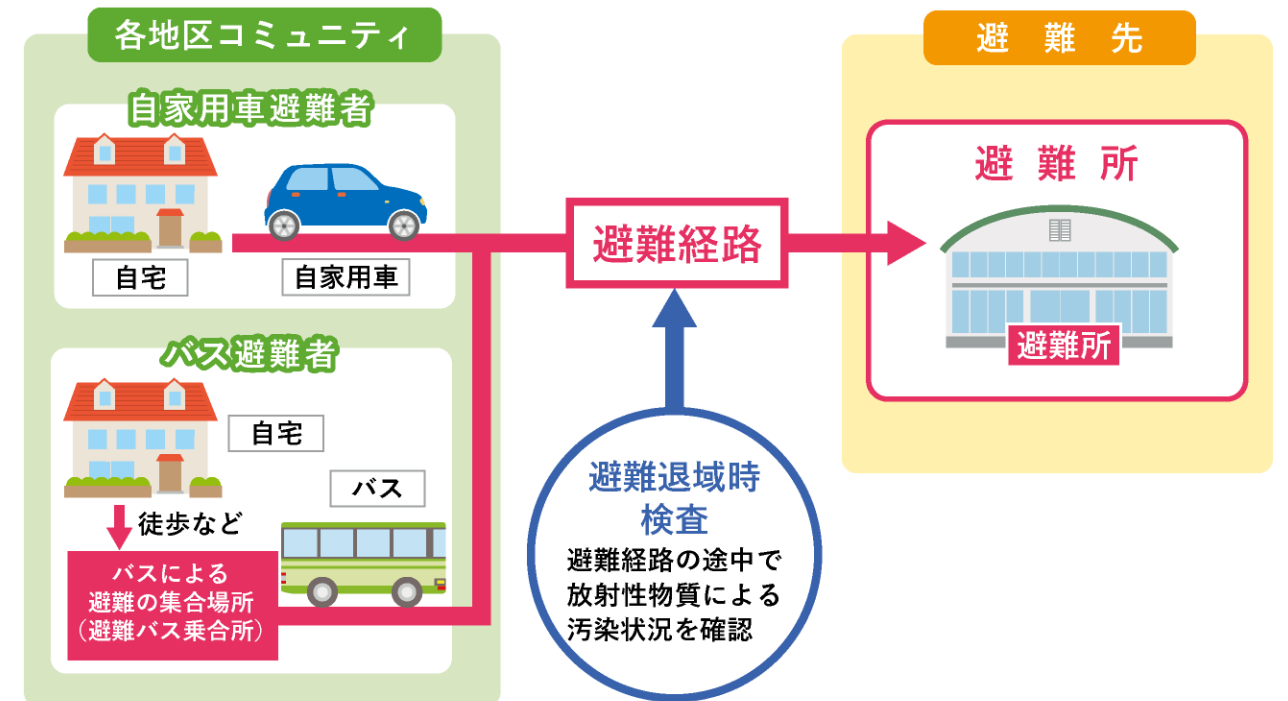 各地区コミュニティ
自家用車避難者
自宅
自家用車
バス避難者
自宅
バス
徒歩など
バスによる
避難の集合場所
（避難バス乗合所）
避難経路
避難退域時
検査
避難経路の途中で
放射性物質による
汚染状況を確認
避難先
避難所
避難所